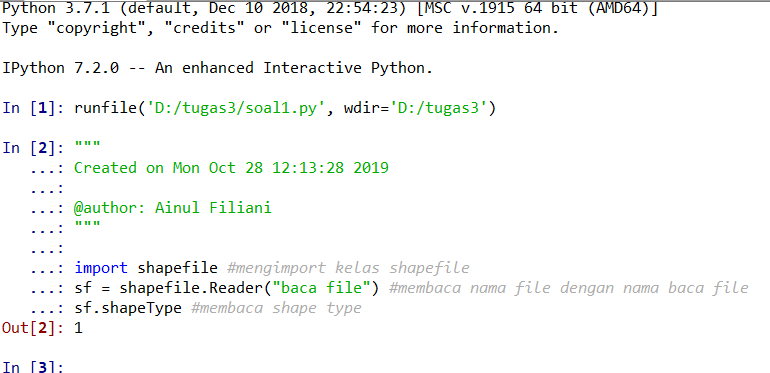 Python 3.7.1 (default, Dec 10 2018, 22:54:23) [MSC v.1915 64 bit (AMD64)]
Type "copyright", "credits" or "license" for more information.
IPython 7.2.0 -- An enhanced Interactive Python.
In [1]: runfile('D:/tugas3/soal1.py', wdir='D:/tugas3')
In [2]: """
...: Created on Mon Oct 28 12:13:28 2019
...:
...: @author: Ainul Filiani
...: """
...:
...: import shapefile #mengimport kelas shapefile
...: sf = shapefile.Reader("baca file") #membaca nama file dengan nama baca file
...: sf.shapeType #membaca shape type
Out[2]: 1
In [3]: